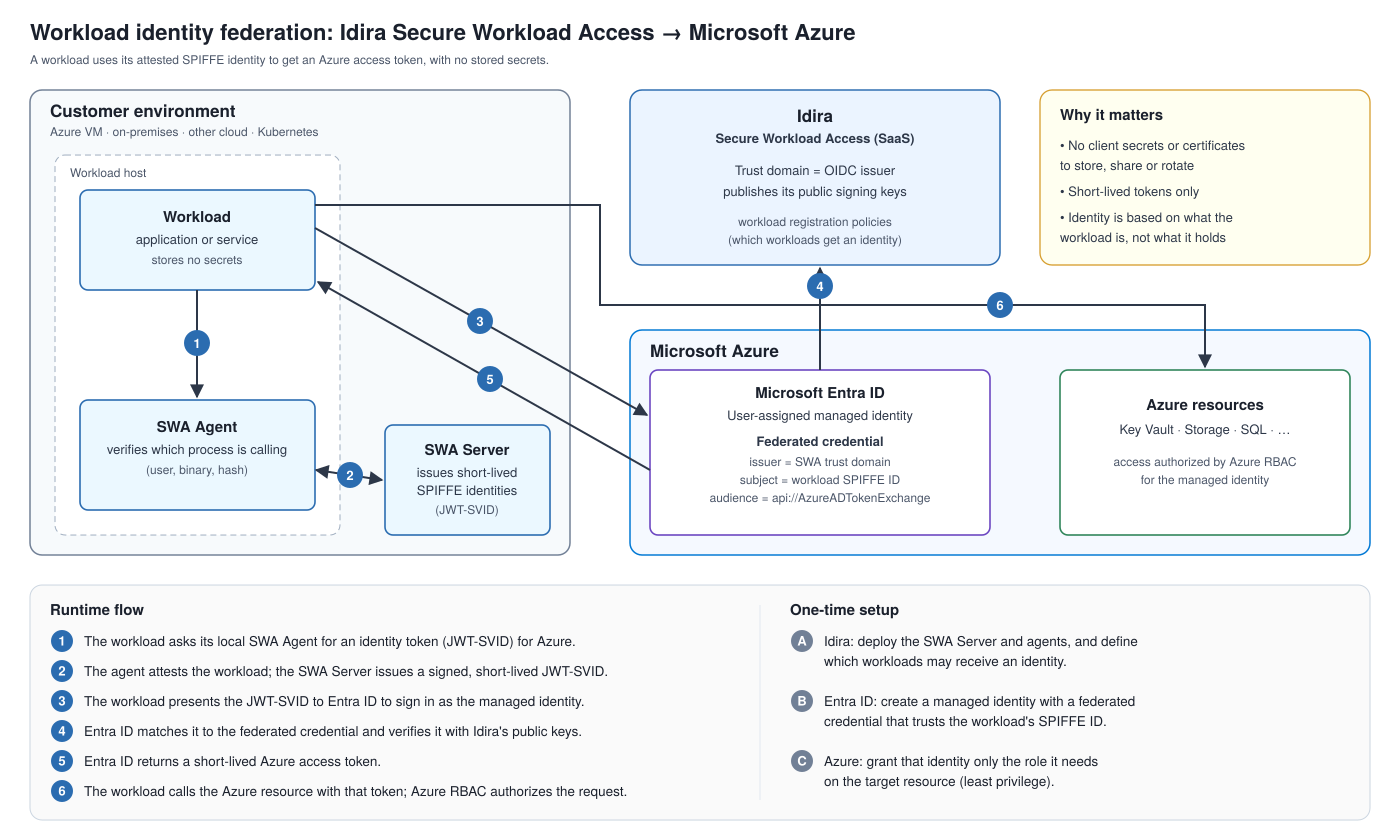 Workload identity federation: Idira Secure Workload Access → Microsoft Azure
A workload uses its attested SPIFFE identity to get an Azure access token, with no stored secrets.
Customer environment
Azure VM · on-premises · other cloud · Kubernetes
Workload host
Workload
application or service
stores no secrets
1
SWA Agent
verifies which process is calling
(user, binary, hash)
2
SWA Server
issues short-lived
SPIFFE identities
(JWT-SVID)
3
5
Idira
Secure Workload Access (SaaS)
Trust domain = OIDC issuer
publishes its public signing keys
workload registration policies
(which workloads get an identity)
4
6
Why it matters
• No client secrets or certificates
to store, share or rotate
• Short-lived tokens only
• Identity is based on what the
workload is, not what it holds
Microsoft Azure
Microsoft Entra ID
User-assigned managed identity
Federated credential
issuer = SWA trust domain
subject = workload SPIFFE ID
audience = api://AzureADTokenExchange
Azure resources
Key Vault · Storage · SQL · …
access authorized by Azure RBAC
for the managed identity
Runtime flow
1 The workload asks its local SWA Agent for an identity token (JWT-SVID) for Azure.
2 The agent attests the workload; the SWA Server issues a signed, short-lived JWT-SVID.
3 The workload presents the JWT-SVID to Entra ID to sign in as the managed identity.
4 Entra ID matches it to the federated credential and verifies it with Idira's public keys.
5 Entra ID returns a short-lived Azure access token.
6 The workload calls the Azure resource with that token; Azure RBAC authorizes the request.
One-time setup
A Idira: deploy the SWA Server and agents, and define
which workloads may receive an identity.
B Entra ID: create a managed identity with a federated
credential that trusts the workload's SPIFFE ID.
C Azure: grant that identity only the role it needs
on the target resource (least privilege).